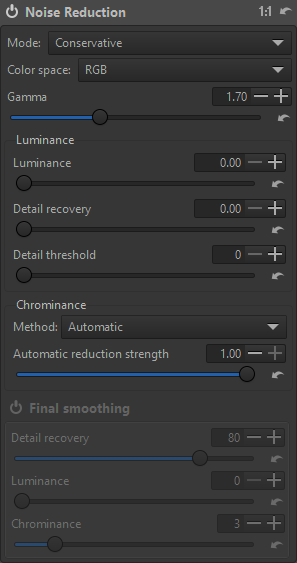 Noise Reduction 1:1
Mode: Conservative
Color space: RGB
Gamma 1.70
Luminance
Luminance 0.00
Detail recovery 0.00
Detail threshold 0
Chrominance
Method: Automatic
Automatic reduction strength 1.00
Final smoothing
Detail recovery 80
Luminance 0
Chrominance 3